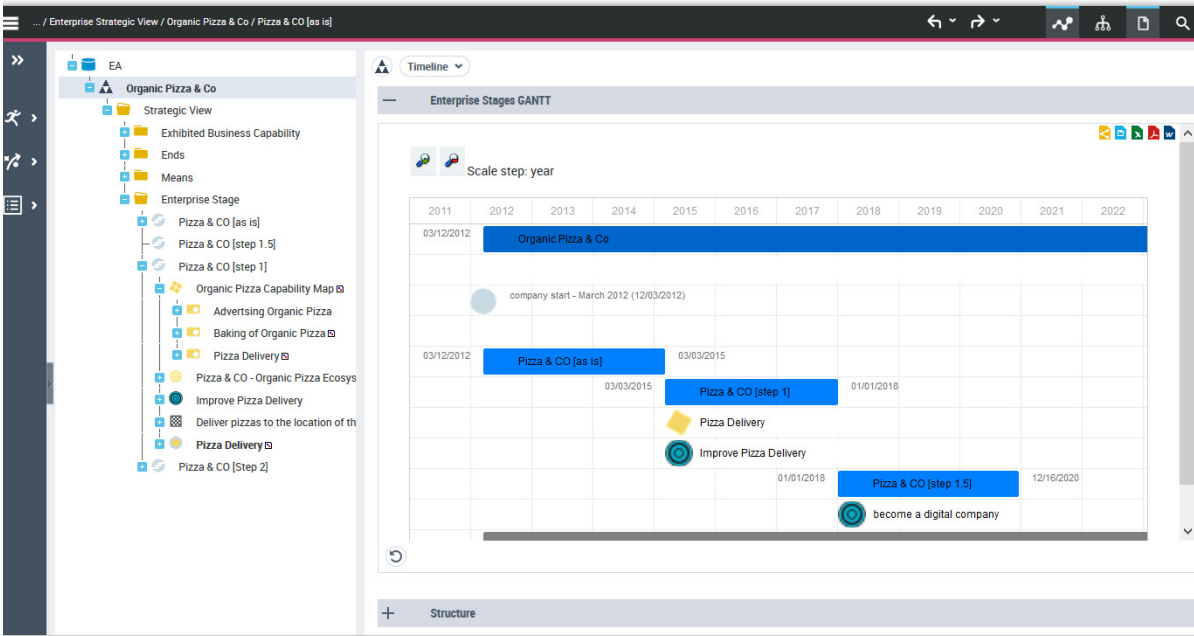 ... / Enterprise Strategic View / Organic Pizza & Co / Pizza & CO [as is]
EA
Organic Pizza & Co
Strategic View
Exhibited Business Capability
Ends
Means
Enterprise Stage
Pizza & CO [as is]
Pizza & CO [step 1.5]
Pizza & CO [step 1]
Organic Pizza Capability Map
Advertsing Organic Pizza
Baking of Organic Pizza
Pizza Delivery
Pizza & CO - Organic Pizza Ecosys
Improve Pizza Delivery
Deliver pizzas to the location of th
Pizza Delivery
Pizza & CO [Step 2]
Timeline
Enterprise Stages GANTT
Scale step: year
2011 2012 2013 2014 2015 2016 2017 2018 2019 2020 2021 2022
03/12/2012 Organic Pizza & Co
company start - March 2012 (12/03/2012)
03/12/2012 Pizza & CO [as is] 03/03/2015
03/03/2015 Pizza & CO [step 1] 01/01/2018
Pizza Delivery
Improve Pizza Delivery
01/01/2018 Pizza & CO [step 1.5] 12/16/2020
become a digital company
Structure